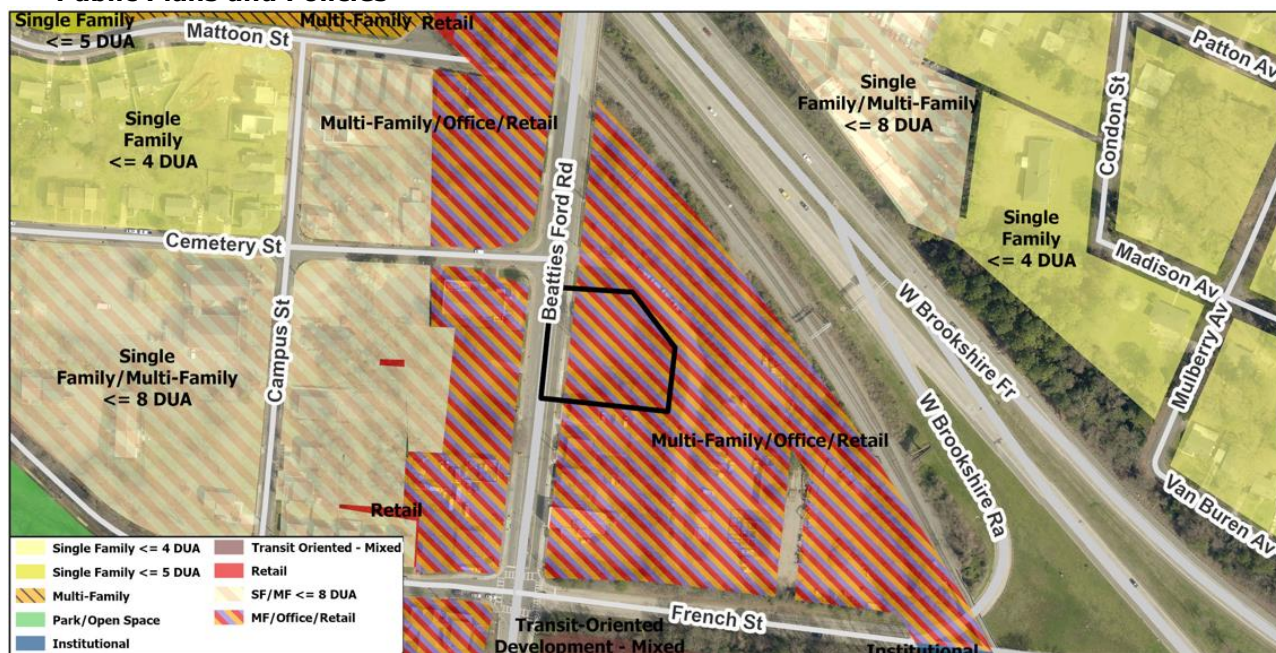 Public Plans and Policies
Single Family
<= 5 DUA
Mattoon St
Multi-Family
Retail
Patton Av
Single
Family
<= 4 DUA
Multi-Family/Office/Retail
Beatties Ford Rd
Single
Family/Multi-Family
<= 8 DUA
Condon St
Cemetery St
Single
Family
<= 4 DUA
Madison Av
Mulberry Av
Campus St
Single
Family/Multi-Family
<= 8 DUA
W Brookshire Fr
W Brookshire Ra
Multi-Family/Office/Retail
Van Buren Av
Retail
French St
Transit-Oriented
Development - Mixed
Institutional
Single Family <= 4 DUA
Single Family <= 5 DUA
Multi-Family
Park/Open Space
Institutional
Transit Oriented - Mixed
Retail
SF/MF <= 8 DUA
MF/Office/Retail